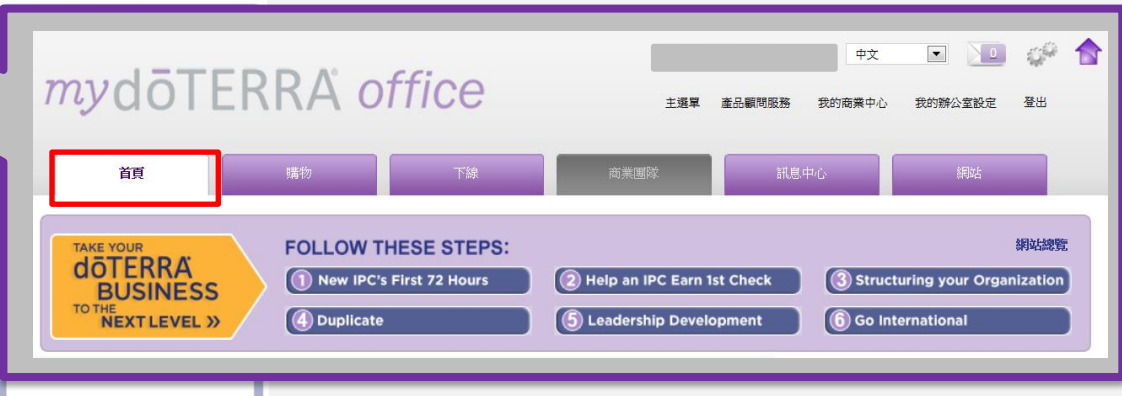 中文
0
mydōTERRA office
主選單 產品顧問服務 我的商業中心 我的辦公室設定 登出
首頁 購物 下線 商業團隊 訊息中心 網站
TAKE YOUR
dōTERRA
BUSINESS
TO THE
NEXT LEVEL »
FOLLOW THESE STEPS:
網站總覽
1 New IPC's First 72 Hours
2 Help an IPC Earn 1st Check
3 Structuring your Organization
4 Duplicate
5 Leadership Development
6 Go International